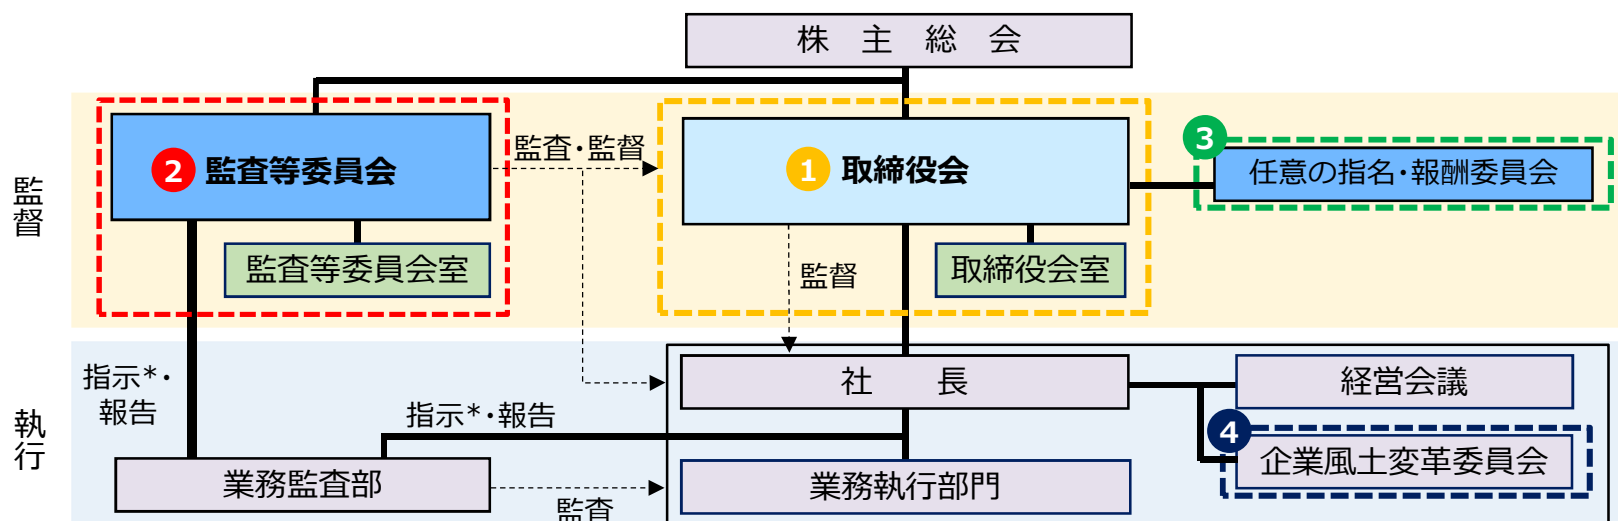 株　主　総　会
監督
② 監査等委員会
監査・監督
① 取締役会
③
任意の指名・報酬委員会
監査等委員会室
監督
取締役会室
執行
指示*・
報告
指示*・報告
社　　長
経営会議
④
企業風土変革委員会
業務監査部
監査
業務執行部門